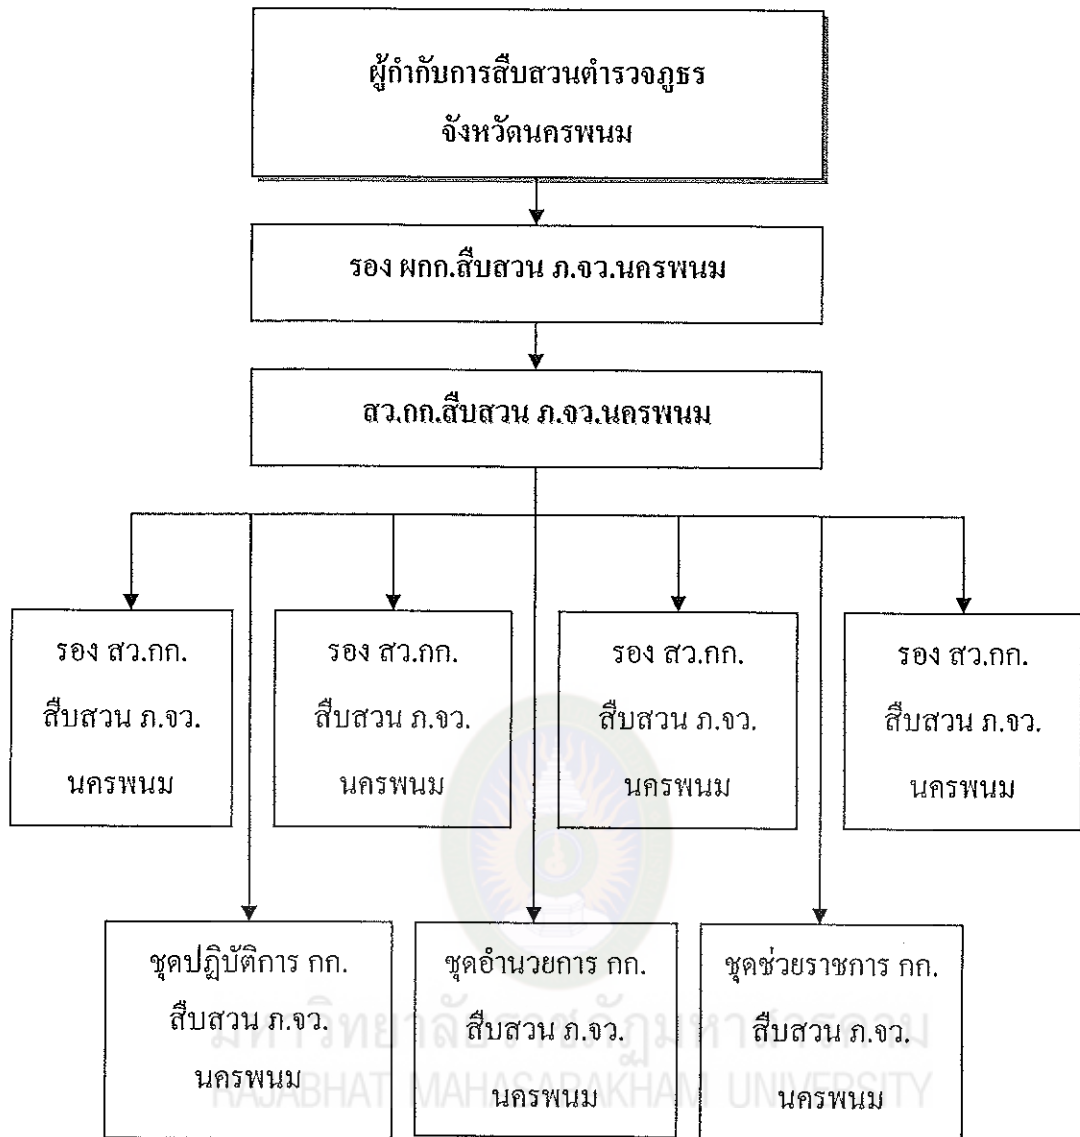 ผู้กำกับการสืบสวนตำรวจภูธร
จังหวัดนครพนม
รอง ผกก.สืบสวน ภ.จว.นครพนม
สว.กก.สืบสวน ภ.จว.นครพนม
รอง สว.กก.
สืบสวน ภ.จว.
นครพนม
รอง สว.กก.
สืบสวน ภ.จว.
นครพนม
รอง สว.กก.
สืบสวน ภ.จว.
นครพนม
รอง สว.กก.
สืบสวน ภ.จว.
นครพนม
ชุดปฏิบัติการ กก.
สืบสวน ภ.จว.
นครพนม
ชุดอำนวยการ กก.
สืบสวน ภ.จว.
นครพนม
ชุดช่วยราชการ กก.
สืบสวน ภ.จว.
นครพนม
มหาวิทยาลัยราชภัฏมหาสารคาม
RAJABHAT MAHASARAKHAM UNIVERSITY